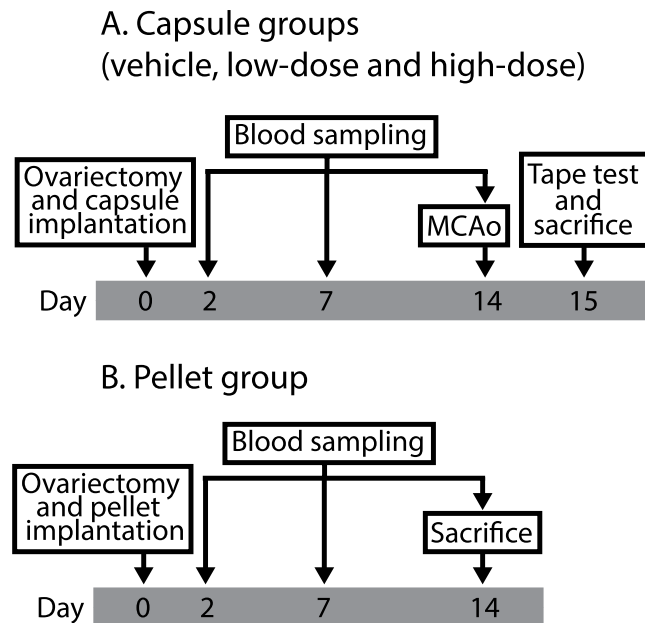 A. Capsule groups
(vehicle, low-dose and high-dose)
Blood sampling
Ovariectomy
and capsule
implantation
MCAo
Tape test
and
sacrifice
Day 0 2 7 14 15
B. Pellet group
Blood sampling
Ovariectomy
and pellet
implantation
Sacrifice
Day 0 2 7 14